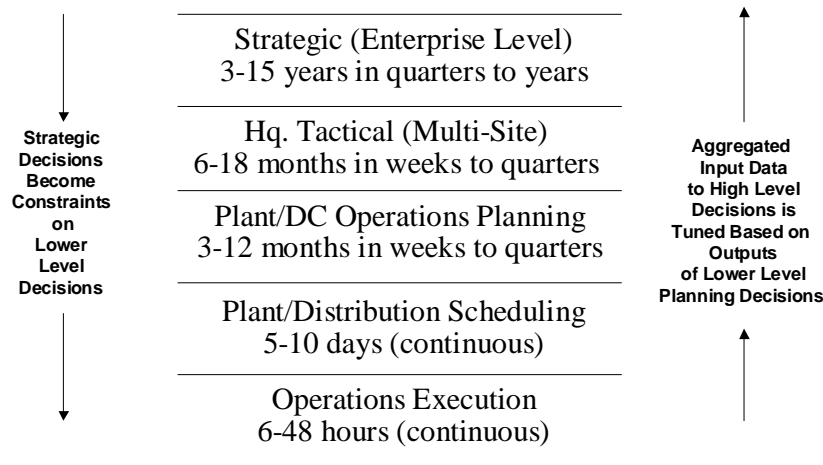 Strategic (Enterprise Level)
3-15 years in quarters to years
Hq. Tactical (Multi-Site)
6-18 months in weeks to quarters
Plant/DC Operations Planning
3-12 months in weeks to quarters
Plant/Distribution Scheduling
5-10 days (continuous)
Operations Execution
6-48 hours (continuous)
Strategic
Decisions
Become
Constraints
on
Lower
Level
Decisions
Aggregated
Input Data
to High Level
Decisions is
Tuned Based on
Outputs
of Lower Level
Planning Decisions